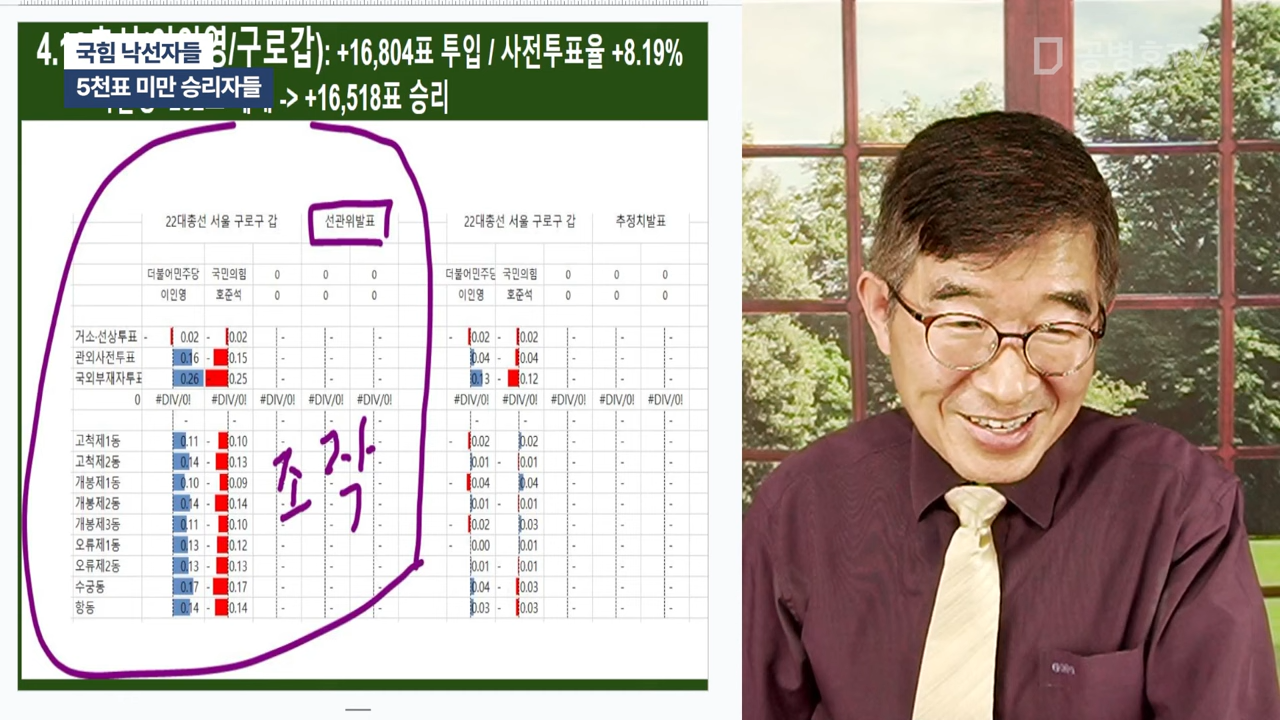 국힘 낙선자들
5천표 미만 승리자들
/구로갑): +16,804표 투입 / 사전투표율 +8.19%
-> +16,518표 승리
22대총선 서울 구로구 갑 선관위발표 22대총선 서울 구로구 갑 추정치발표
더불어민주당 국민의힘 0 0 0 더불어민주당 국민의힘 0 0 0
이인영 호준석 0 0 0 이인영 호준석 0 0 0
거소·선상투표 - 0.02 0.02 - - - - 0.02 0.02 - - -
관외사전투표 0.16 - 0.15 - - - 0.04 - 0.04 - - -
국외부재자투표 0.26 - 0.25 - - - 0.13 - 0.12 - - -
0 #DIV/0! #DIV/0! #DIV/0! #DIV/0! #DIV/0! #DIV/0! #DIV/0! #DIV/0! #DIV/0! #DIV/0!
- - - - - - - - - -
고척제1동 0.11 - 0.10 - - - - 0.02 0.02 - - -
고척제2동 0.14 - 0.13 - - - 0.01 - 0.01 - - -
개봉제1동 0.10 - 0.09 - - - - 0.04 0.04 - - -
개봉제2동 0.14 - 0.14 - - - 0.01 - 0.01 - - -
개봉제3동 0.11 - 0.10 - - - - 0.02 0.03 - - -
오류제1동 0.13 - 0.12 - - - 0.00 0.01 - - -
오류제2동 0.13 - 0.13 - - - 0.01 - 0.01 - - -
수궁동 0.17 - 0.17 - - - 0.04 - 0.03 - - -
항동 0.14 - 0.14 - - - 0.03 - 0.03 - - -
조작